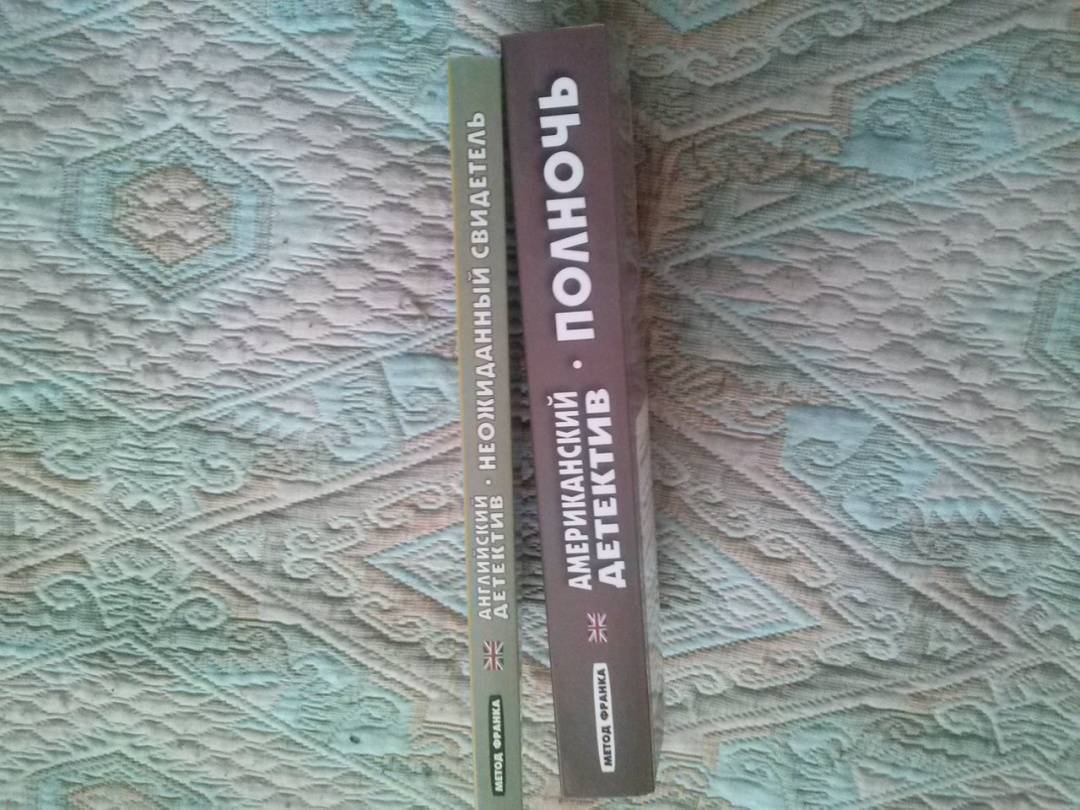 МЕТОД ФРАНКА
АНГЛИЙСКИЙ
ДЕТЕКТИВ · НЕОЖИДАННЫЙ СВИДЕТЕЛЬ
МЕТОД ФРАНКА
АМЕРИКАНСКИЙ
ДЕТЕКТИВ · ПОЛНОЧЬ